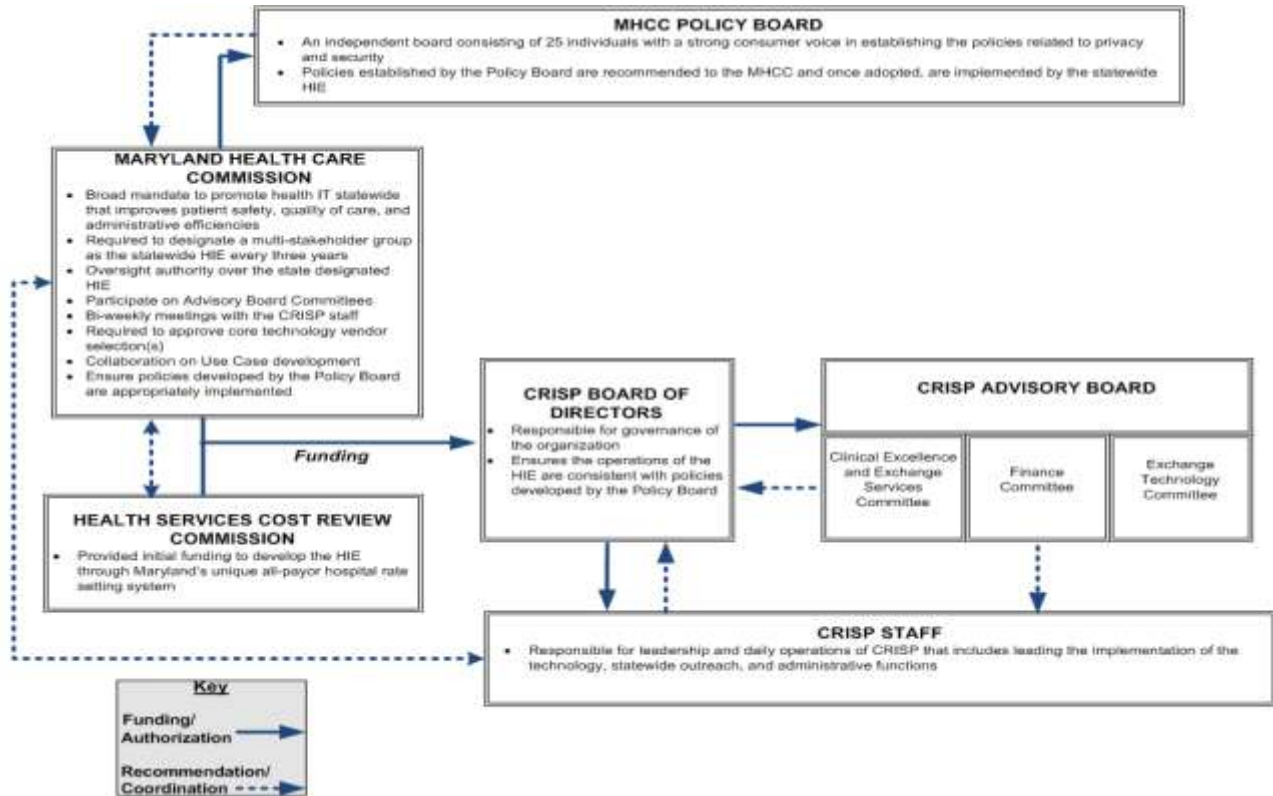 MHCC POLICY BOARD
• An independent board consisting of 25 individuals with a strong consumer voice in establishing the policies related to privacy
and security
• Policies established by the Policy Board are recommended to the MHCC and once adopted, are implemented by the statewide
HIE
MARYLAND HEALTH CARE
COMMISSION
• Broad mandate to promote health IT statewide
that improves patient safety, quality of care, and
administrative efficiencies
• Required to designate a multi-stakeholder group
as the statewide HIE every three years
• Oversight authority over the state designated
HIE
• Participate on Advisory Board Committees
• Bi-weekly meetings with the CRISP staff
• Required to approve core technology vendor
selection(s)
• Collaboration on Use Case development
• Ensure policies developed by the Policy Board
are appropriately implemented
Funding
HEALTH SERVICES COST REVIEW
COMMISSION
• Provided initial funding to develop the HIE
through Maryland's unique all-payor hospital rate
setting system
CRISP BOARD OF
DIRECTORS
• Responsible for governance of
the organization
• Ensures the operations of the
HIE are consistent with policies
developed by the Policy Board
CRISP ADVISORY BOARD
Clinical Excellence
and Exchange
Services
Committee
Finance
Committee
Exchange
Technology
Committee
CRISP STAFF
• Responsible for leadership and daily operations of CRISP that includes leading the implementation of the
technology, statewide outreach, and administrative functions
Key
Funding/
Authorization
Recommendation/
Coordination